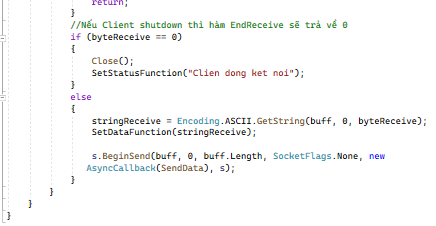 return;
}
//Nếu Client shutdown thì hàm EndReceive sẽ trả về 0
if (byteReceive == 0)
{
Close();
SetStatusFunction("Clien dong ket noi");
}
else
{
stringReceive = Encoding.ASCII.GetString(buff, 0, byteReceive);
SetDataFunction(stringReceive);
s.BeginSend(buff, 0, buff.Length, SocketFlags.None, new
AsyncCallback(SendData), s);
}
}
}
}